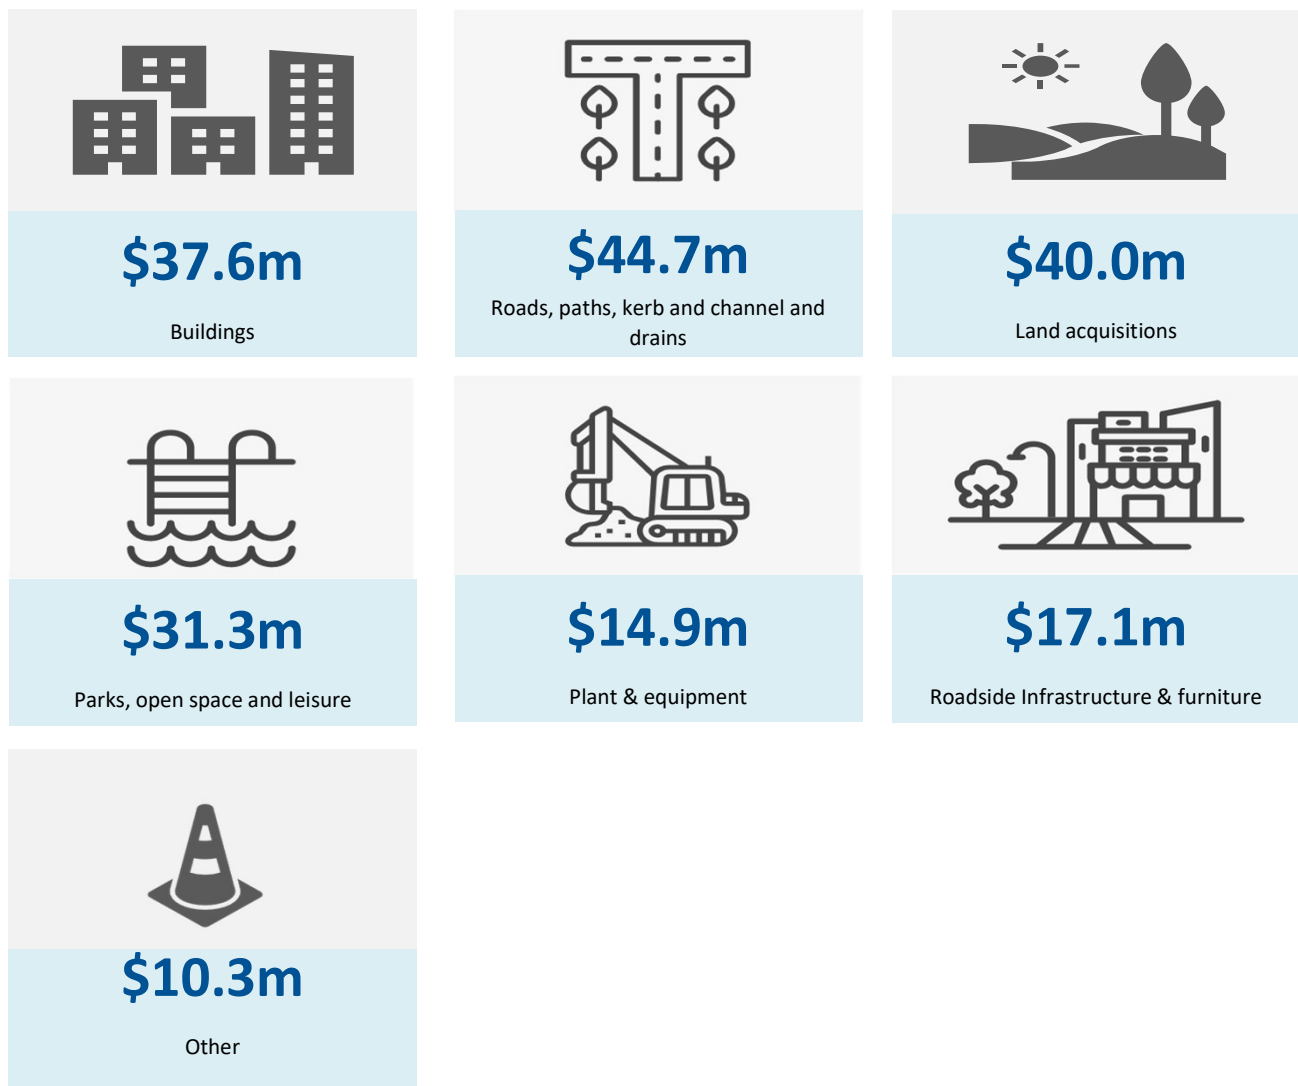 $37.6m
Buildings
$44.7m
Roads, paths, kerb and channel and
drains
$40.0m
Land acquisitions
$31.3m
Parks, open space and leisure
$14.9m
Plant & equipment
$17.1m
Roadside Infrastructure & furniture
$10.3m
Other